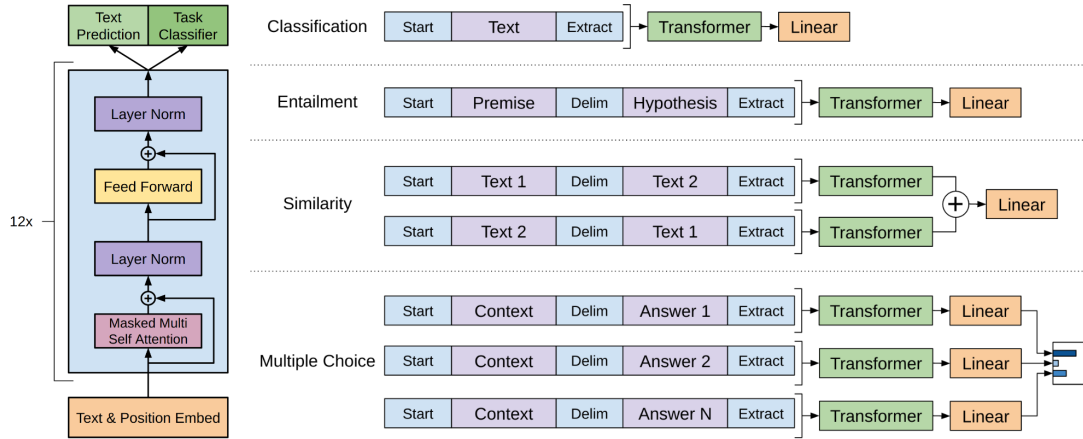 Text
Prediction
Task
Classifier
12x
Layer Norm
Feed Forward
Layer Norm
Masked Multi
Self Attention
Text & Position Embed
Classification
Start Text Extract Transformer Linear
Entailment
Start Premise Delim Hypothesis Extract Transformer Linear
Similarity
Start Text 1 Delim Text 2 Extract Transformer
Start Text 2 Delim Text 1 Extract Transformer
Linear
Multiple Choice
Start Context Delim Answer 1 Extract Transformer Linear
Start Context Delim Answer 2 Extract Transformer Linear
Start Context Delim Answer N Extract Transformer Linear